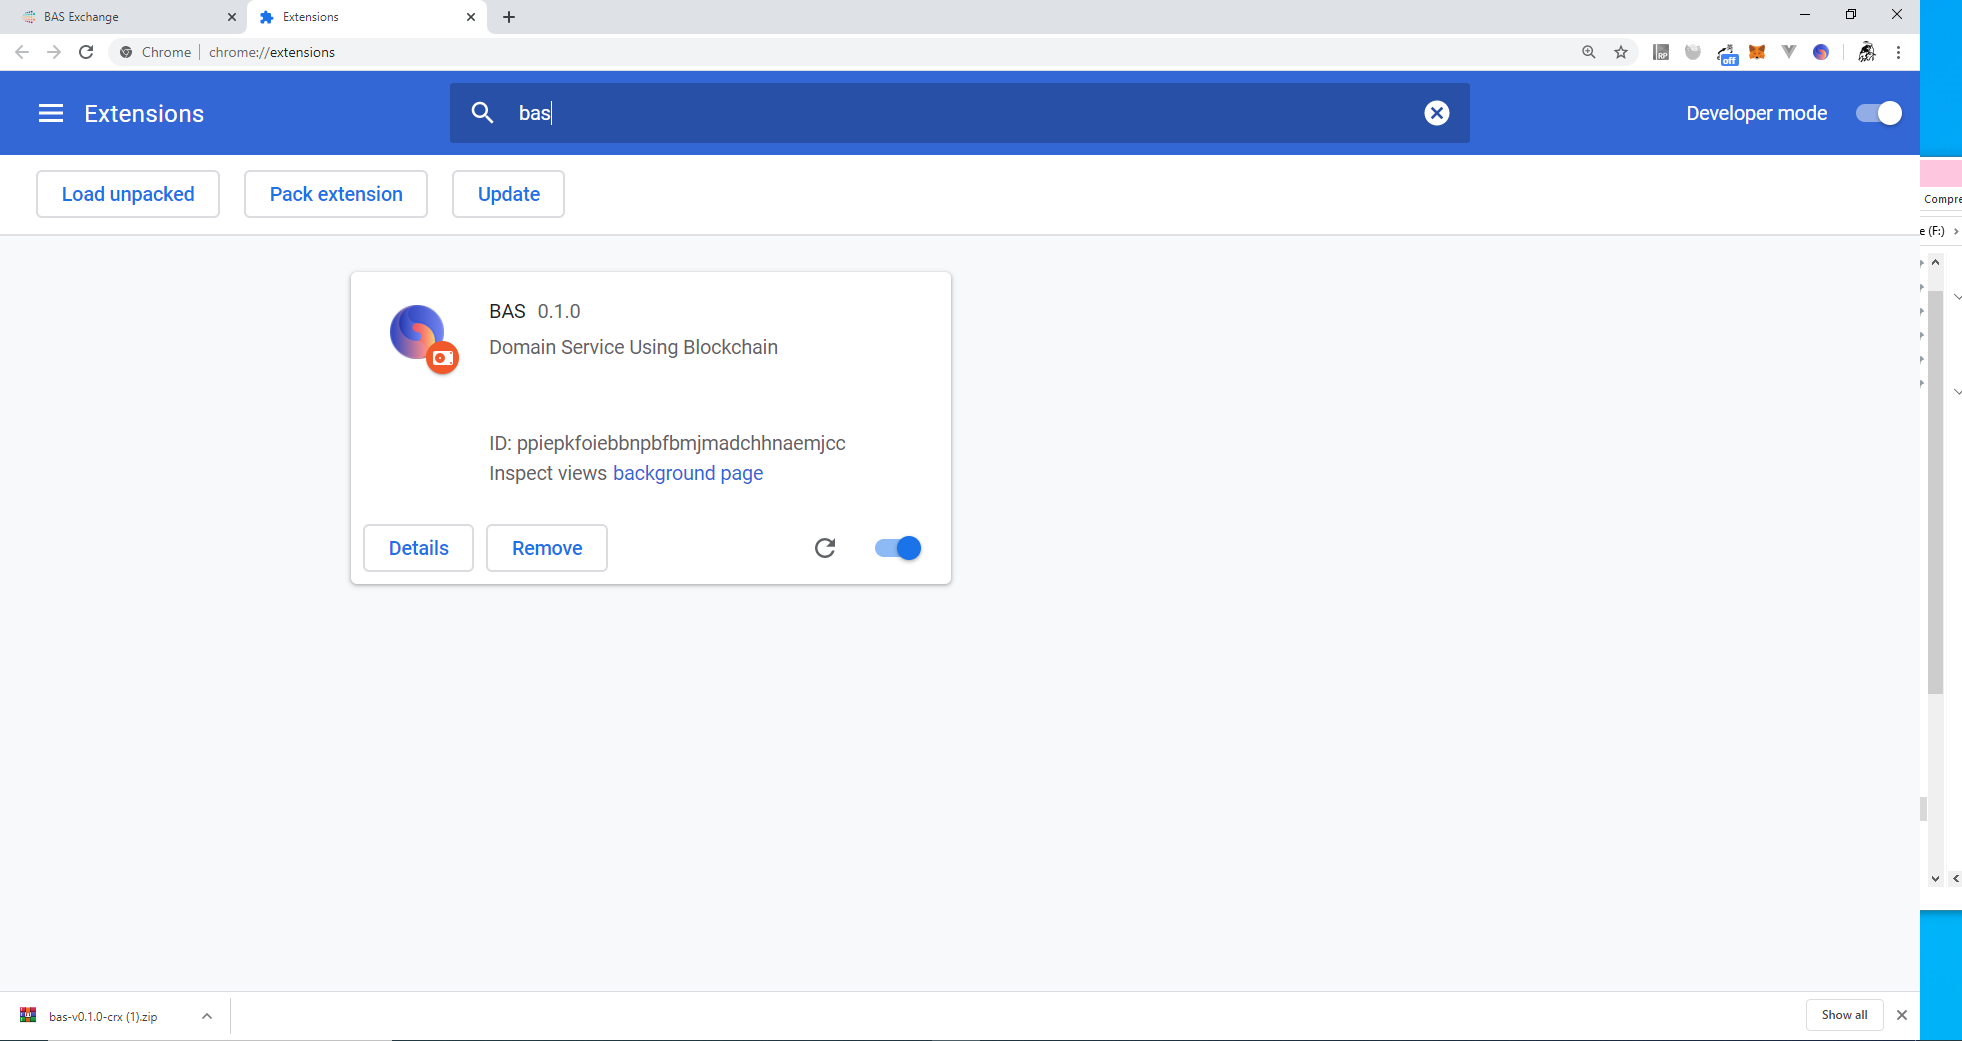 BAS Exchange
Extensions
Chrome
chrome://extensions
RP
off
Extensions
bas
Developer mode
Load unpacked
Pack extension
Update
BAS 0.1.0
Domain Service Using Blockchain
ID: ppiepkfoiebbnpbfbmjmadchhnaemjcc
Inspect views background page
Details
Remove
Compre
e (F:)
bas-v0.1.0-crx (1).zip
Show all